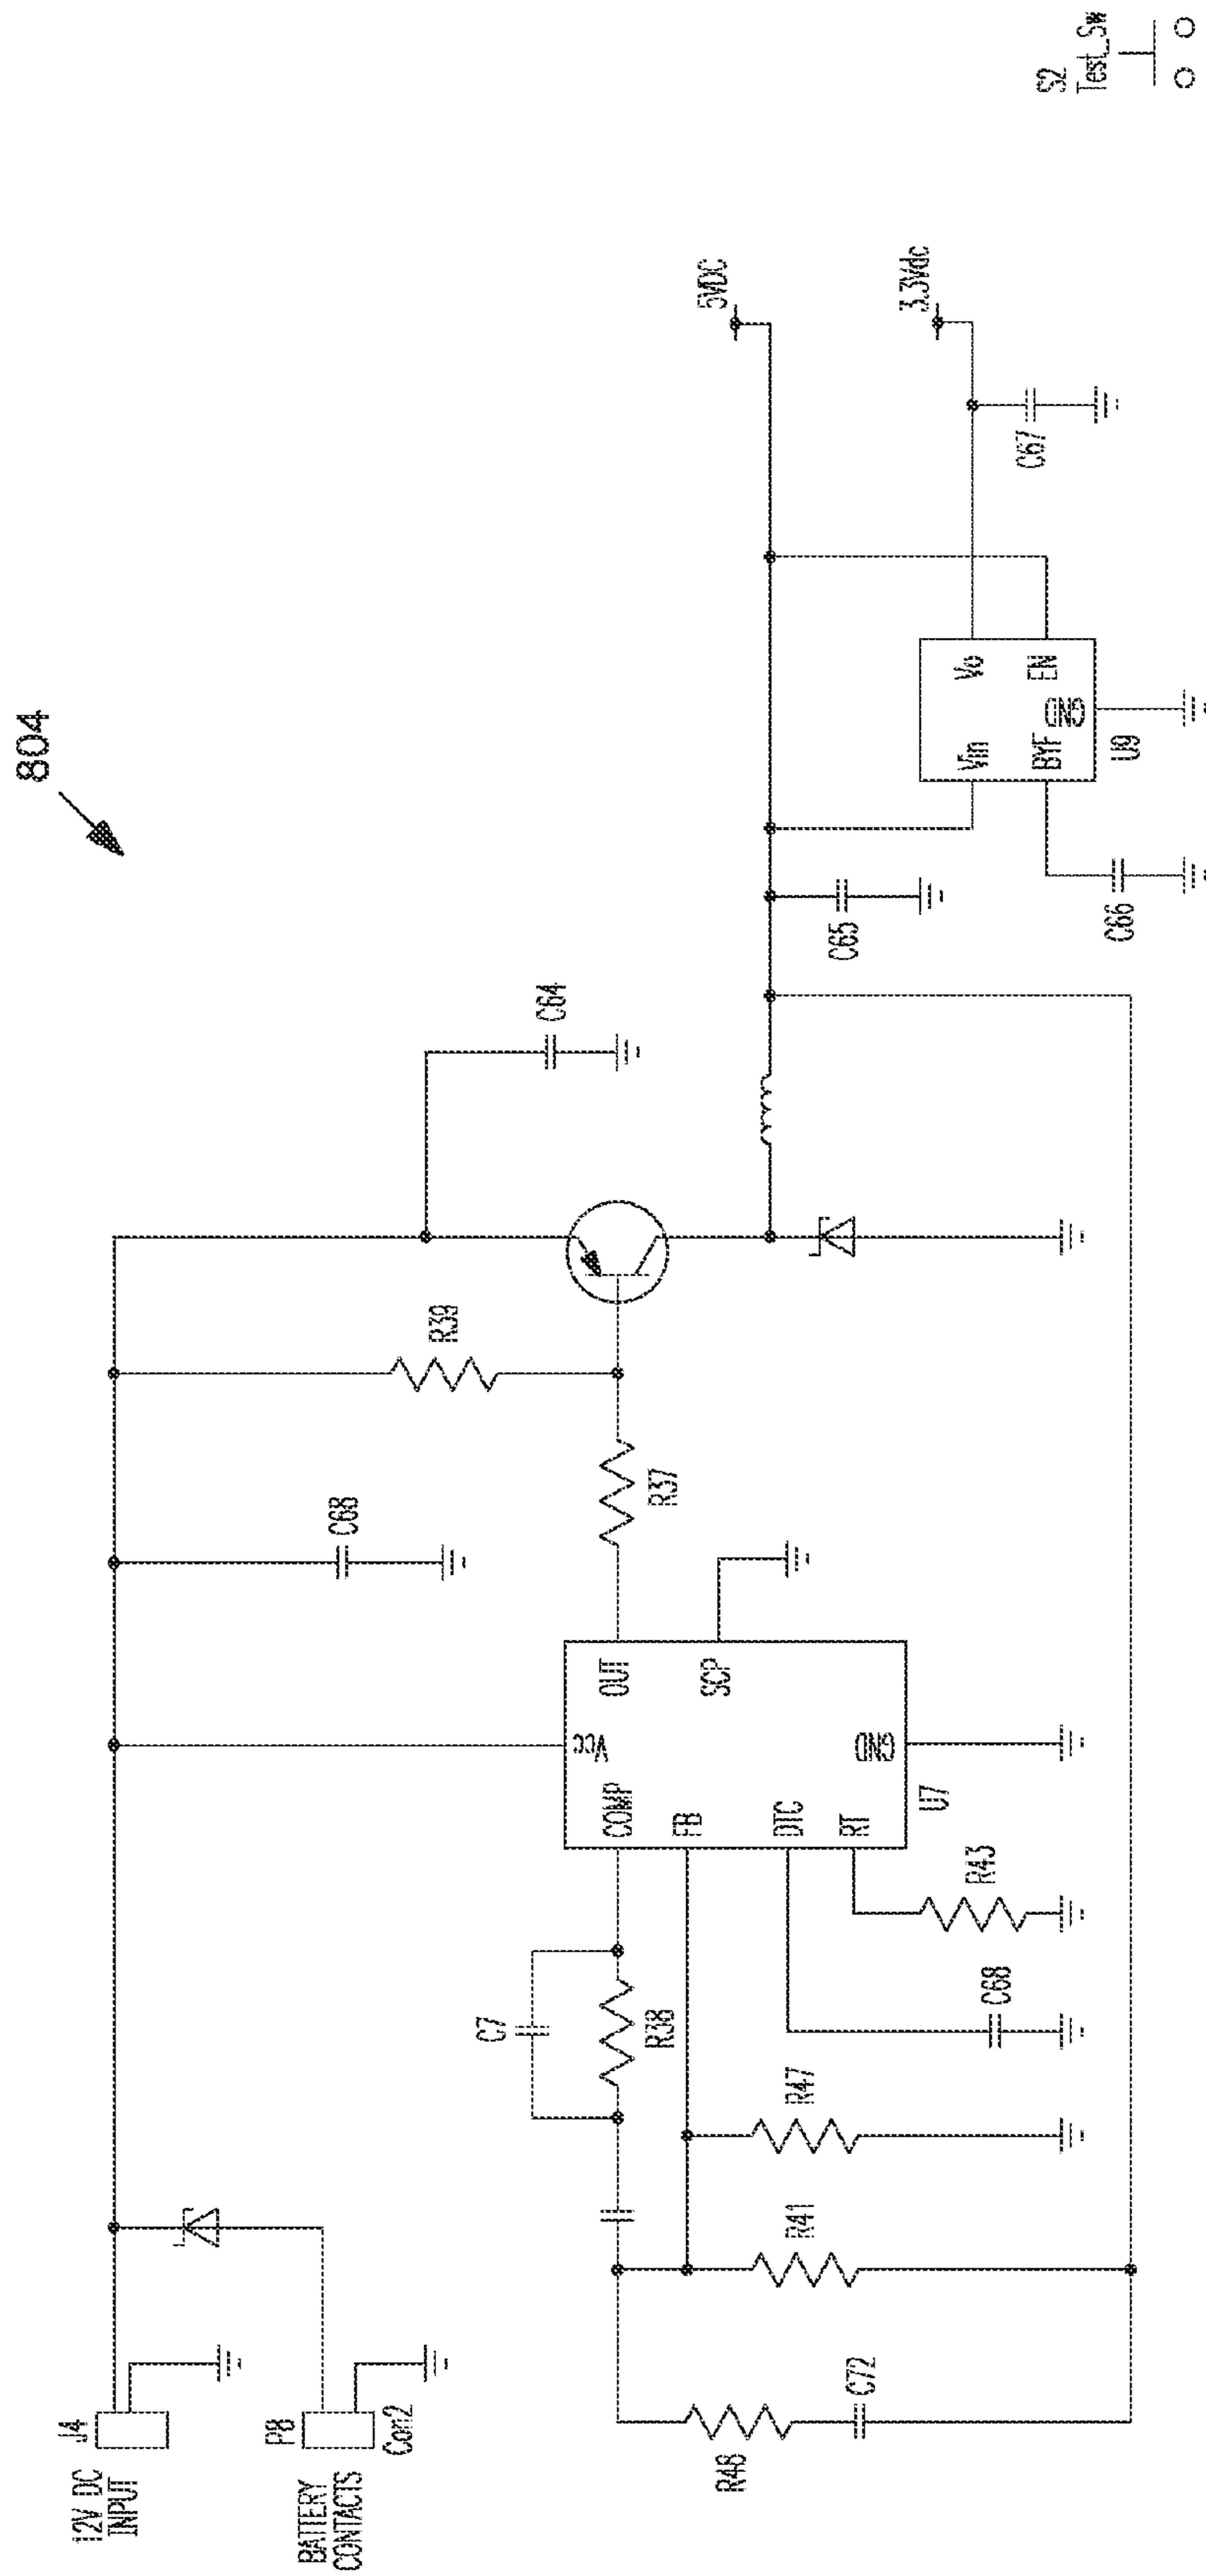 804
12V DC
INPUT
J4
BATTERY
CONTACTS
P8
Con2
C68
R39
C64
R37
Vcc
OUT
SCP
COMP
FB
DTC
RT
GND
U7
C7
R38
R43
C68
R47
R41
R48
C72
C65
Vin
Vo
BYF
EN
GND
U9
C66
C67
5VDC
3.3Vdc
S2
Test_Sw